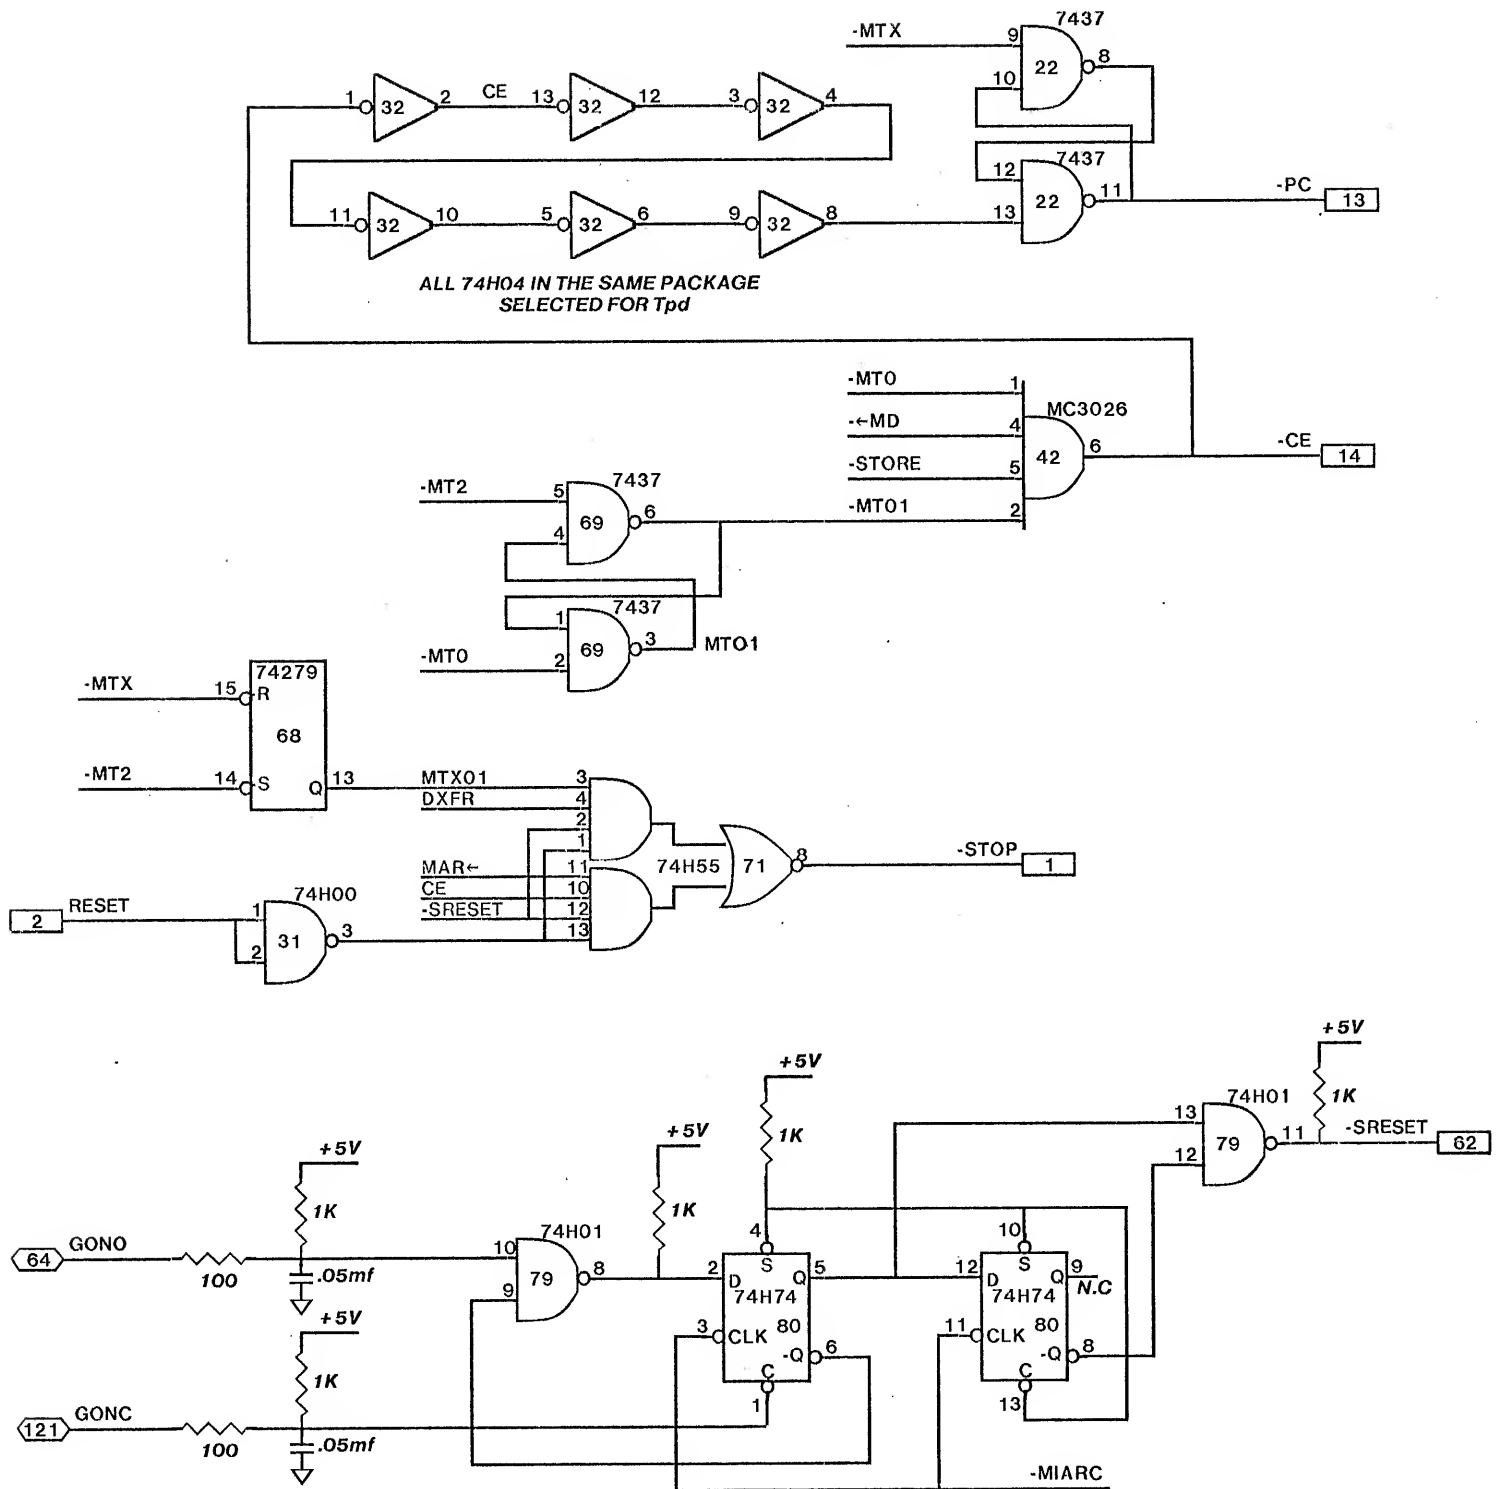 -MTX 9 7437
10 22 8
1 32 2 CE 13 32 12 3 32 4
12 7437
11 32 10 5 32 6 9 32 8 13 22 11 -PC 13
ALL 74H04 IN THE SAME PACKAGE
SELECTED FOR Tpd
-MT0 1
MC3026
-←MD 4
42 6 -CE 14
-STORE 5
-MT01 2
-MT2 5 7437
4 69 6
1 7437
69 3 MT01
-MT0 2
74279
-MTX 15 R
68
-MT2 14 S Q 13 MTX01 3
DXFR 4
2
1
74H55 71 8 -STOP 1
MAR← 11
CE 10
-SRESET 12
13
74H00
2 RESET 1
31 3
2
+5V
1K
74H01
13
79 11 -SRESET 62
12
+5V
1K
+5V
1K
+5V
1K
64 GONO 100 10 74H01
79 8
9
.05mf
4
S
2 D Q 5
74H74
3 CLK 80
-Q 6
C
1
10
S
12 D Q 9
N.C
74H74
11 CLK 80
-Q 8
C
13
+5V
1K
121 GONC
100
.05mf
-MIARC